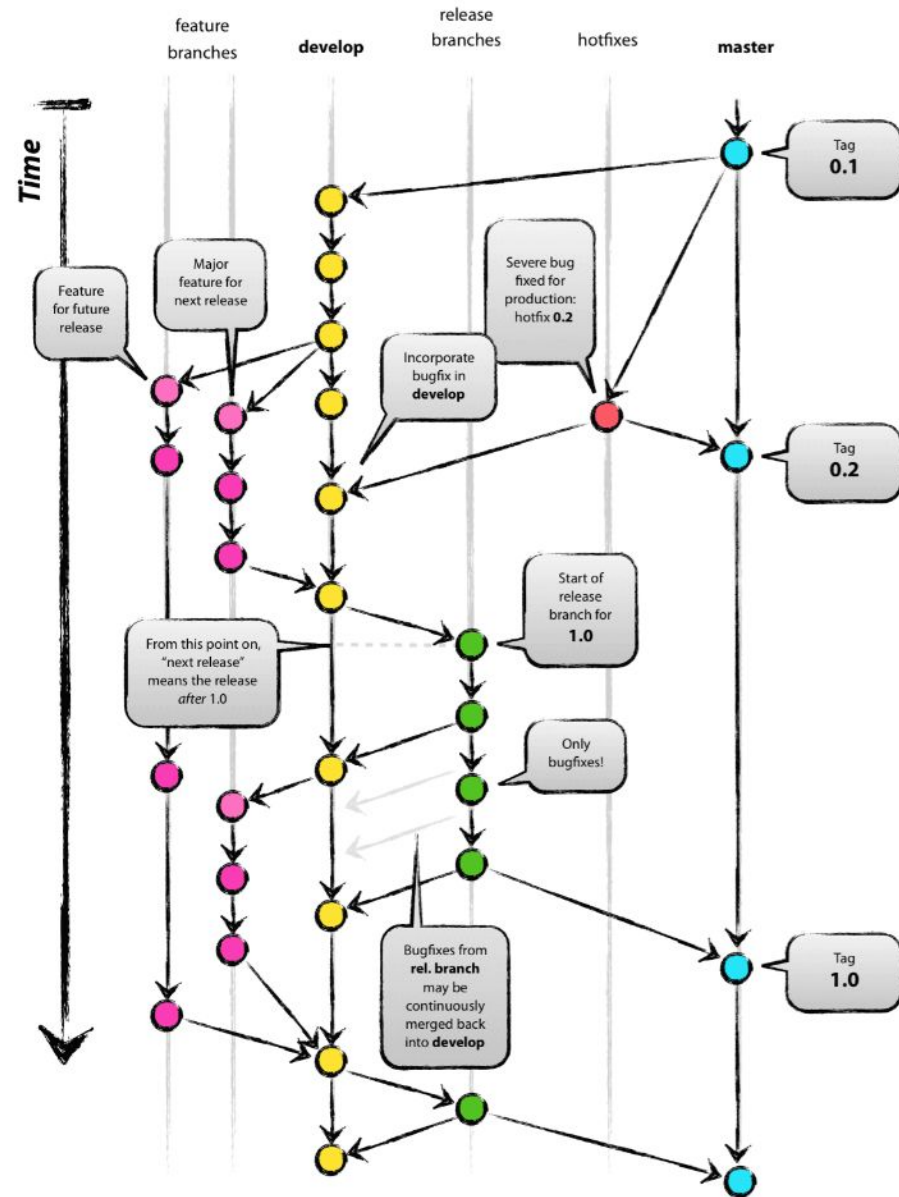 feature
branches
develop
release
branches
hotfixes
master
Time
Tag
0.1
Major
feature for
next release
Severe bug
fixed for
production:
hotfix 0.2
Feature
for future
release
Incorporate
bugfix in
develop
Tag
0.2
Start of
release
branch for
1.0
From this point on,
“next release”
means the release
after 1.0
Only
bugfixes!
Bugfixes from
rel. branch
may be
continuously
merged back
into develop
Tag
1.0